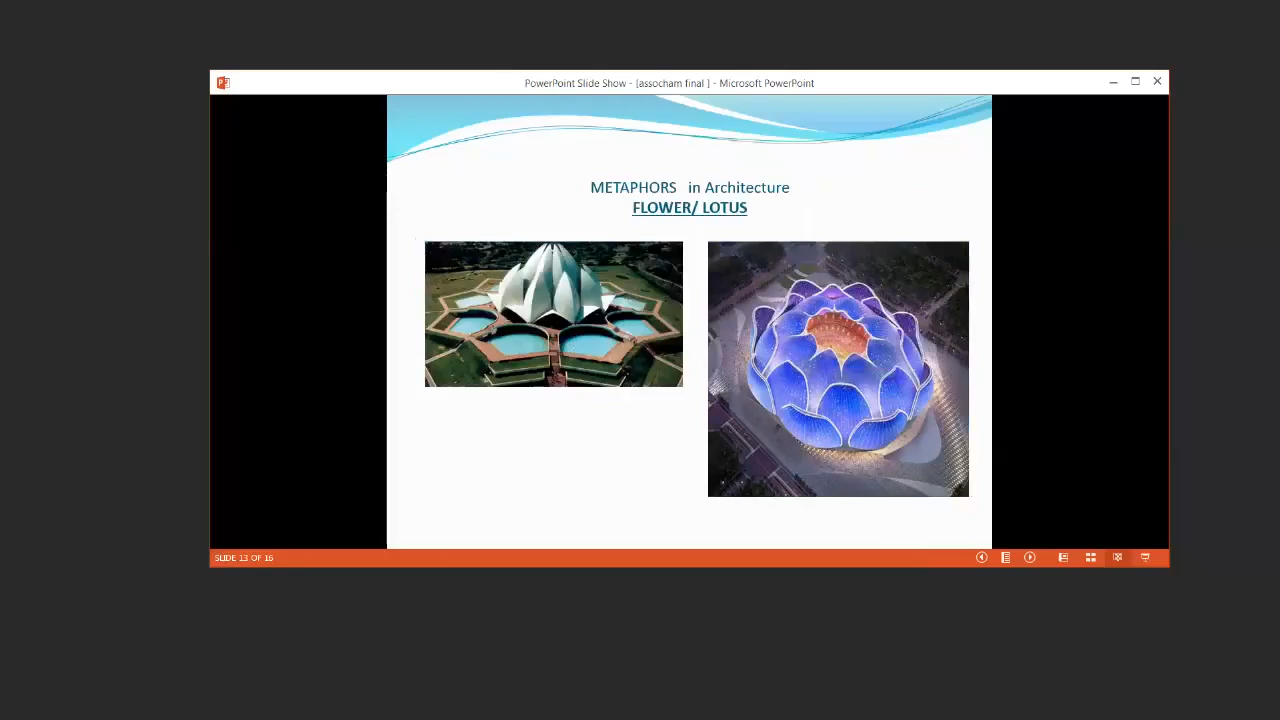 PowerPoint Slide Show - [assocham final ] - Microsoft PowerPoint
METAPHORS in Architecture
FLOWER/ LOTUS
SLIDE 13 OF 16